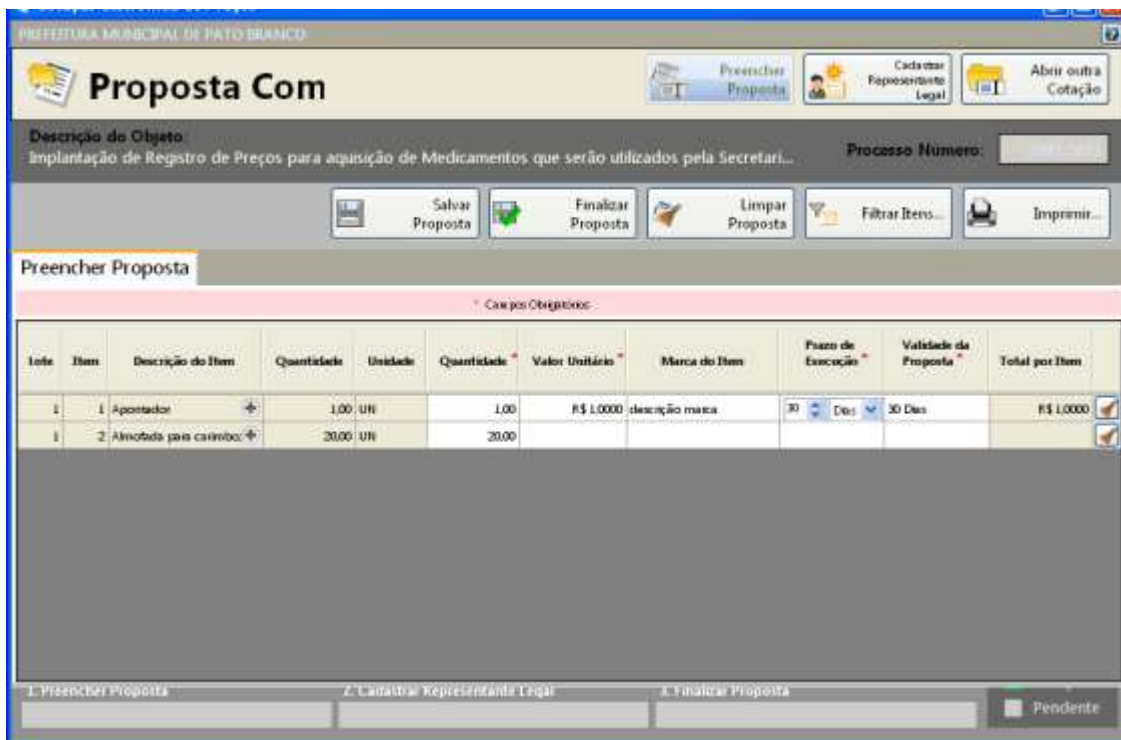 PREFEITURA MUNICIPAL DE PATO BRANCO
Proposta Com
Preencher Proposta
Cadastrar Representante Legal
Abrir outra Cotação
Descrição do Objeto:
Implantação de Registro de Preços para aquisição de Medicamentos que serão utilizados pela Secretari...
Processo Numero:
Salvar Proposta
Finalizar Proposta
Limpar Proposta
Filtrar Itens...
Imprimir...
Preencher Proposta
* Campos Obrigatórios
Lote Item Descrição do Item Quantidade Unidade Quantidade * Valor Unitário * Marca do Item Prazo de Execução * Validade da Proposta * Total por Item
1 1 Apontador 1,00 UN 1,00 R$ 1,0000 descrição marca 30 Dias 30 Dias R$ 1,0000
1 2 Almofada para carimbo: 20,00 UN 20,00
1. Preencher Proposta 2. Cadastrar Representante Legal 3. Finalizar Proposta
Pendente